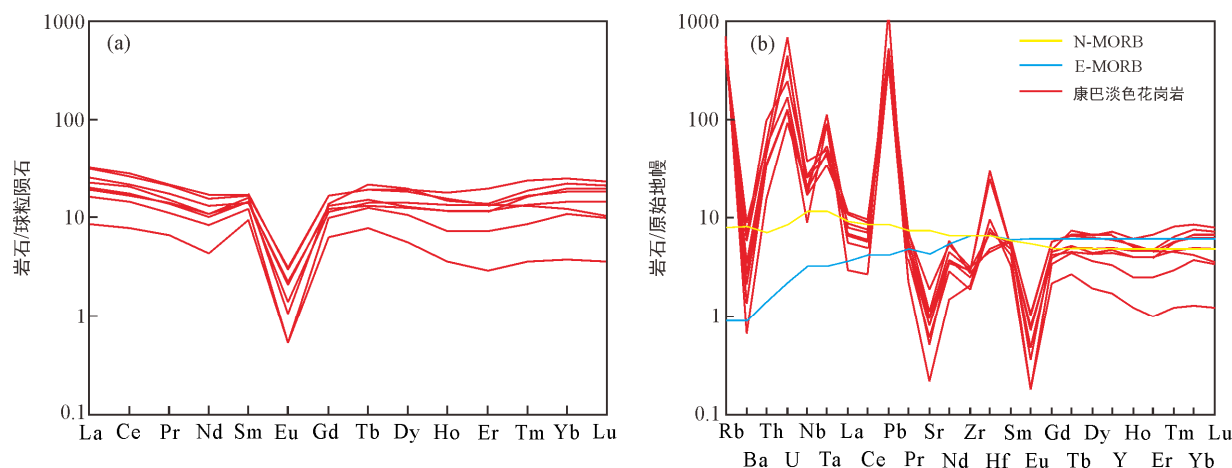 (a)
岩石/球粒陨石
1000
100
10
1
0.1
La Ce Pr Nd Sm Eu Gd Tb Dy Ho Er Tm Yb Lu
(b)
岩石/原始地幔
1000
100
10
1
0.1
N-MORB
E-MORB
康巴淡色花岗岩
Rb Th Nb La Pb Sr Zr Sm Gd Dy Ho Tm Lu
Ba U Ta Ce Pr Nd Hf Eu Tb Y Er Yb